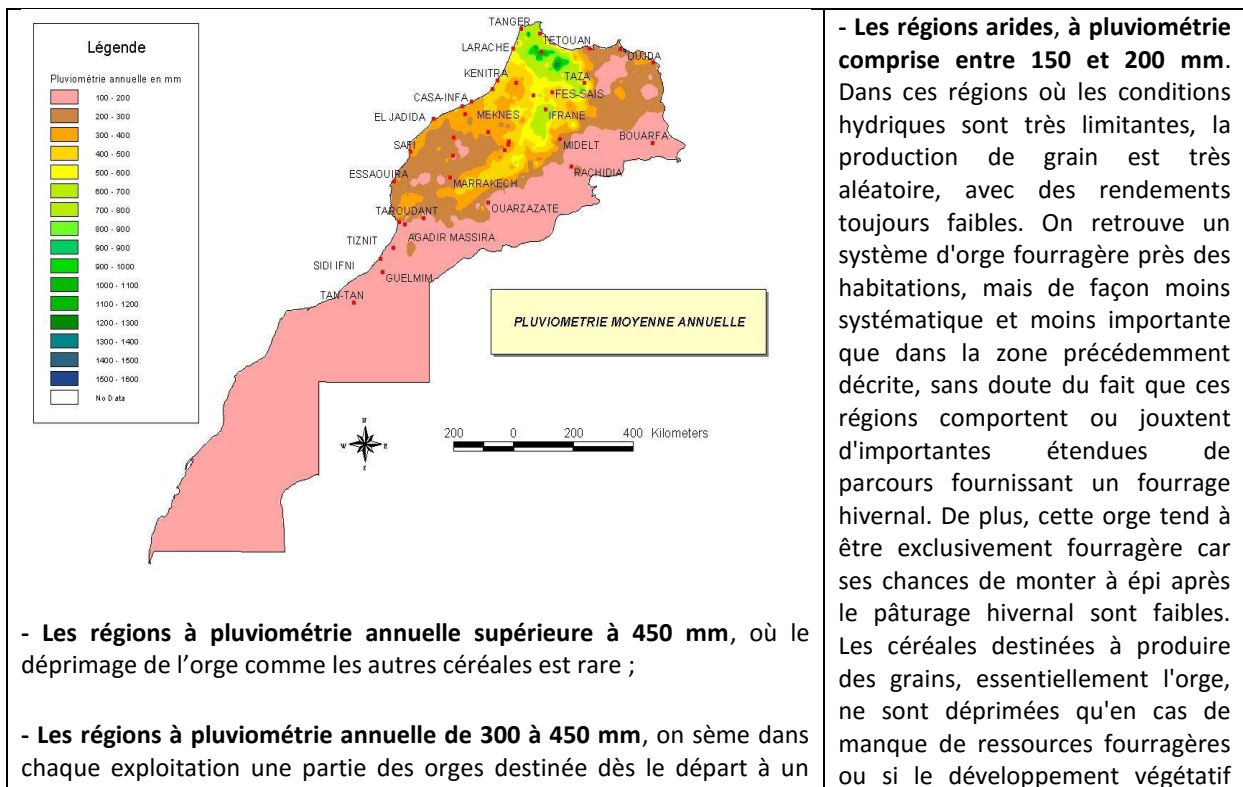 Légende
Pluviométrie annuelle en mm
100 - 200
200 - 300
300 - 400
400 - 500
500 - 600
600 - 700
700 - 800
800 - 900
900 - 900
900 - 1000
1000 - 1100
1100 - 1200
1200 - 1300
1300 - 1400
1400 - 1500
1500 - 1600
No Data
TANGER
TETOUAN
LARACHE
OUJDA
KENITRA
TAZA
CASA-INFA
FES-SAIS
EL JADIDA
MEKNES
IFRANE
SAFI
MIDELT
BOUARFA
ESSAOUIRA
MARRAKECH
RACHIDIA
TAROUDANT
OUARZAZATE
TIZNIT
AGADIR MASSIRA
SIDI IFNI
GUELMIM
TAN-TAN
PLUVIOMETRIE MOYENNE ANNUELLE
N
W
E
S
200 0 200 400 Kilometers
- Les régions à pluviométrie annuelle supérieure à 450 mm, où le
déprimage de l’orge comme les autres céréales est rare ;
- Les régions à pluviométrie annuelle de 300 à 450 mm, on sème dans
chaque exploitation une partie des orges destinée dès le départ à un
- Les régions arides, à pluviométrie
comprise entre 150 et 200 mm.
Dans ces régions où les conditions
hydriques sont très limitantes, la
production de grain est très
aléatoire, avec des rendements
toujours faibles. On retrouve un
système d'orge fourragère près des
habitations, mais de façon moins
systématique et moins importante
que dans la zone précédemment
décrite, sans doute du fait que ces
régions comportent ou jouxtent
d'importantes étendues de
parcours fournissant un fourrage
hivernal. De plus, cette orge tend à
être exclusivement fourragère car
ses chances de monter à épi après
le pâturage hivernal sont faibles.
Les céréales destinées à produire
des grains, essentiellement l'orge,
ne sont déprimées qu'en cas de
manque de ressources fourragères
ou si le développement végétatif